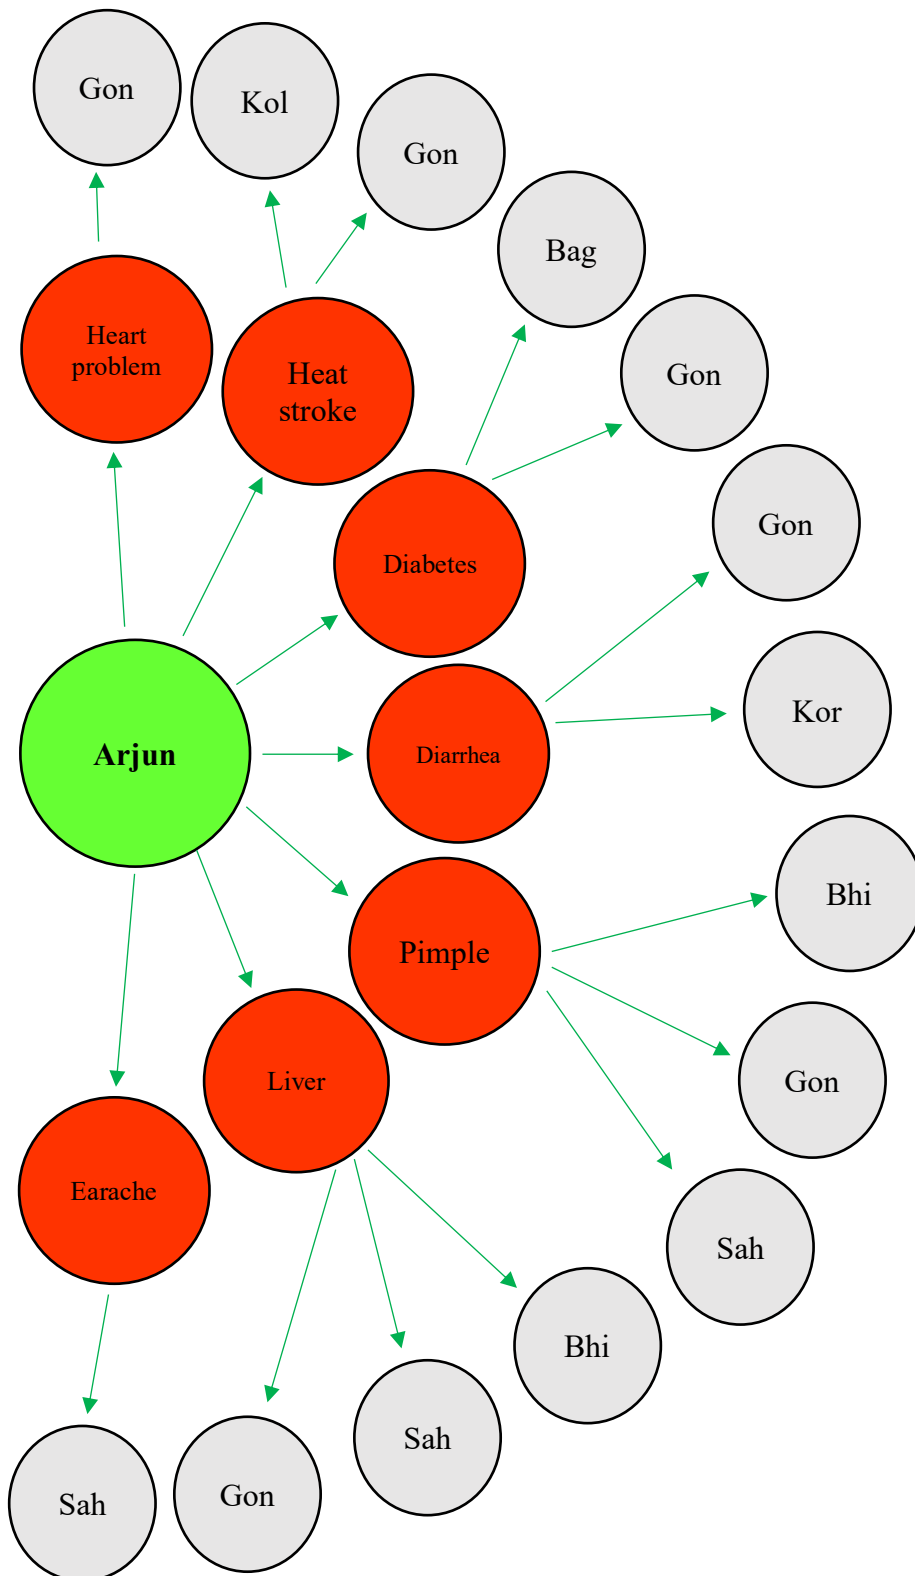 Gon
Kol
Gon
Bag
Heart
problem
Heat
stroke
Gon
Gon
Diabetes
Kor
Arjun
Diarrhea
Bhi
Pimple
Gon
Liver
Earache
Sah
Bhi
Sah
Gon
Sah